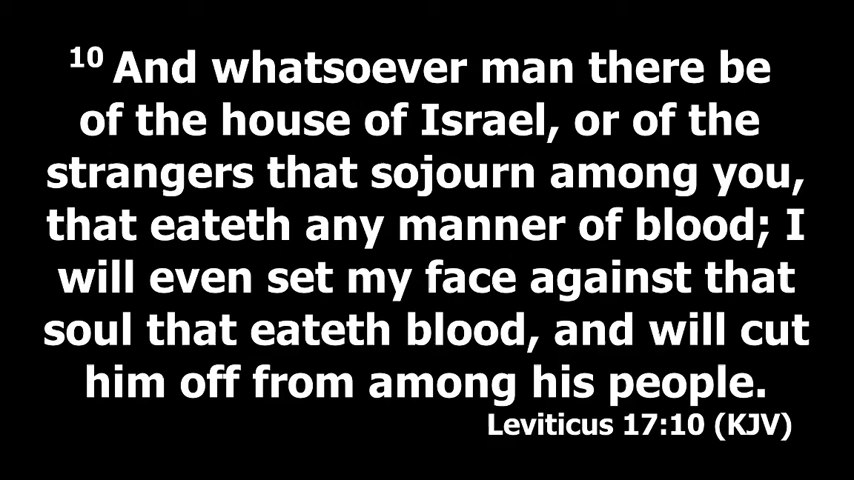 10 And whatsoever man there be
of the house of Israel, or of the
strangers that sojourn among you,
that eateth any manner of blood; I
will even set my face against that
soul that eateth blood, and will cut
him off from among his people.
Leviticus 17:10 (KJV)